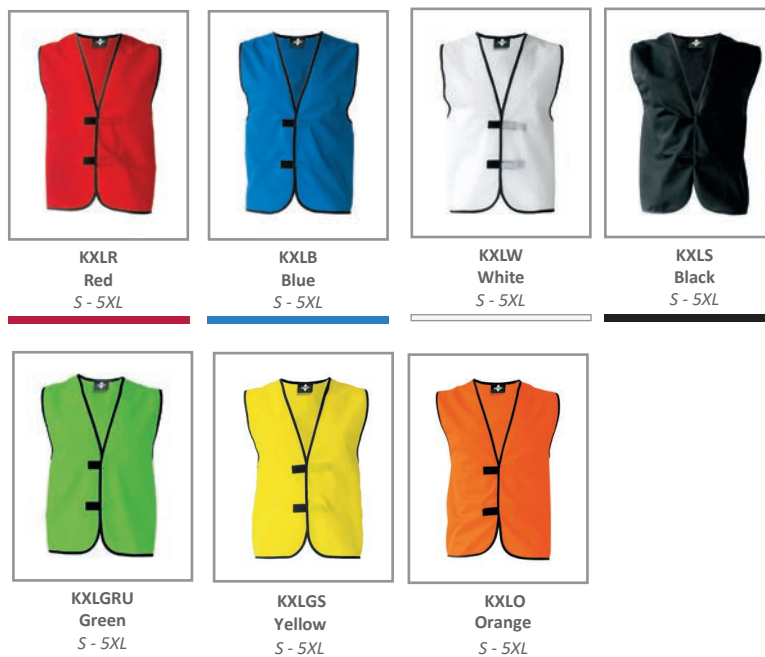 KXLR
Red
S - 5XL
KXLB
Blue
S - 5XL
KXLW
White
S - 5XL
KXLS
Black
S - 5XL
KXLGRU
Green
S - 5XL
KXLGS
Yellow
S - 5XL
KXLO
Orange
S - 5XL